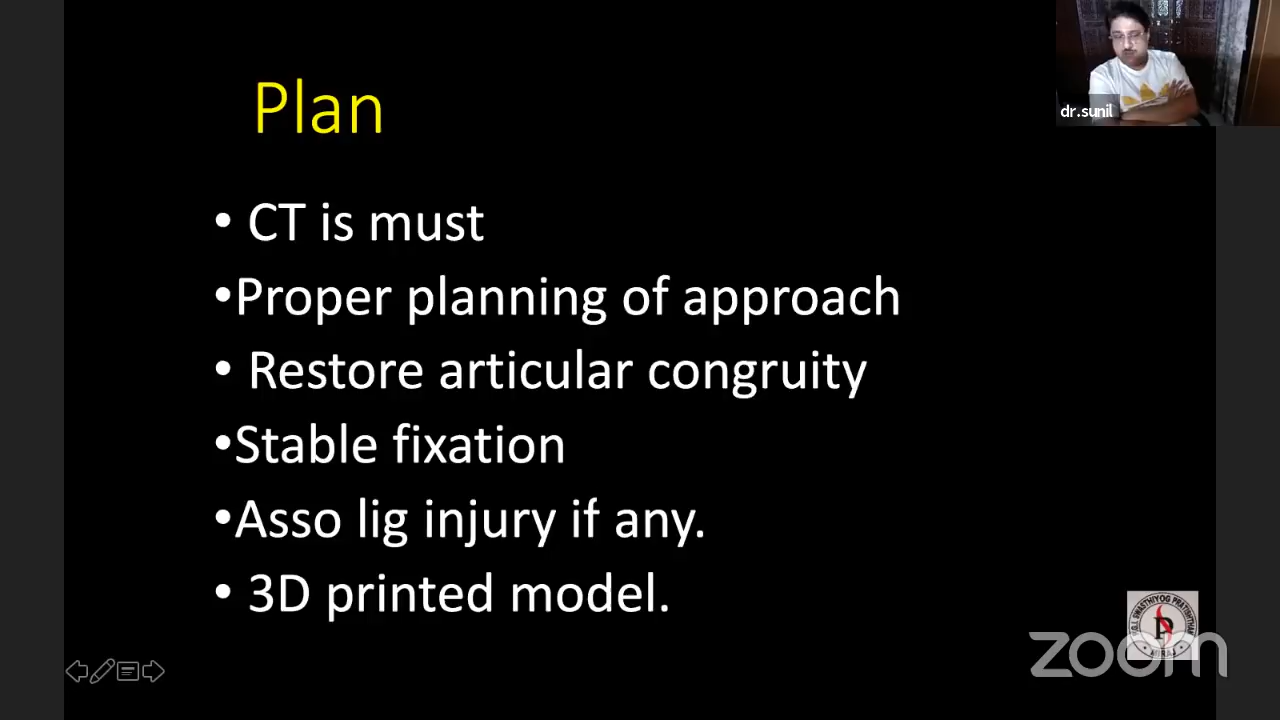 Plan
dr.sunil
• CT is must
•Proper planning of approach
• Restore articular congruity
•Stable fixation
•Asso lig injury if any.
• 3D printed model.
zoom